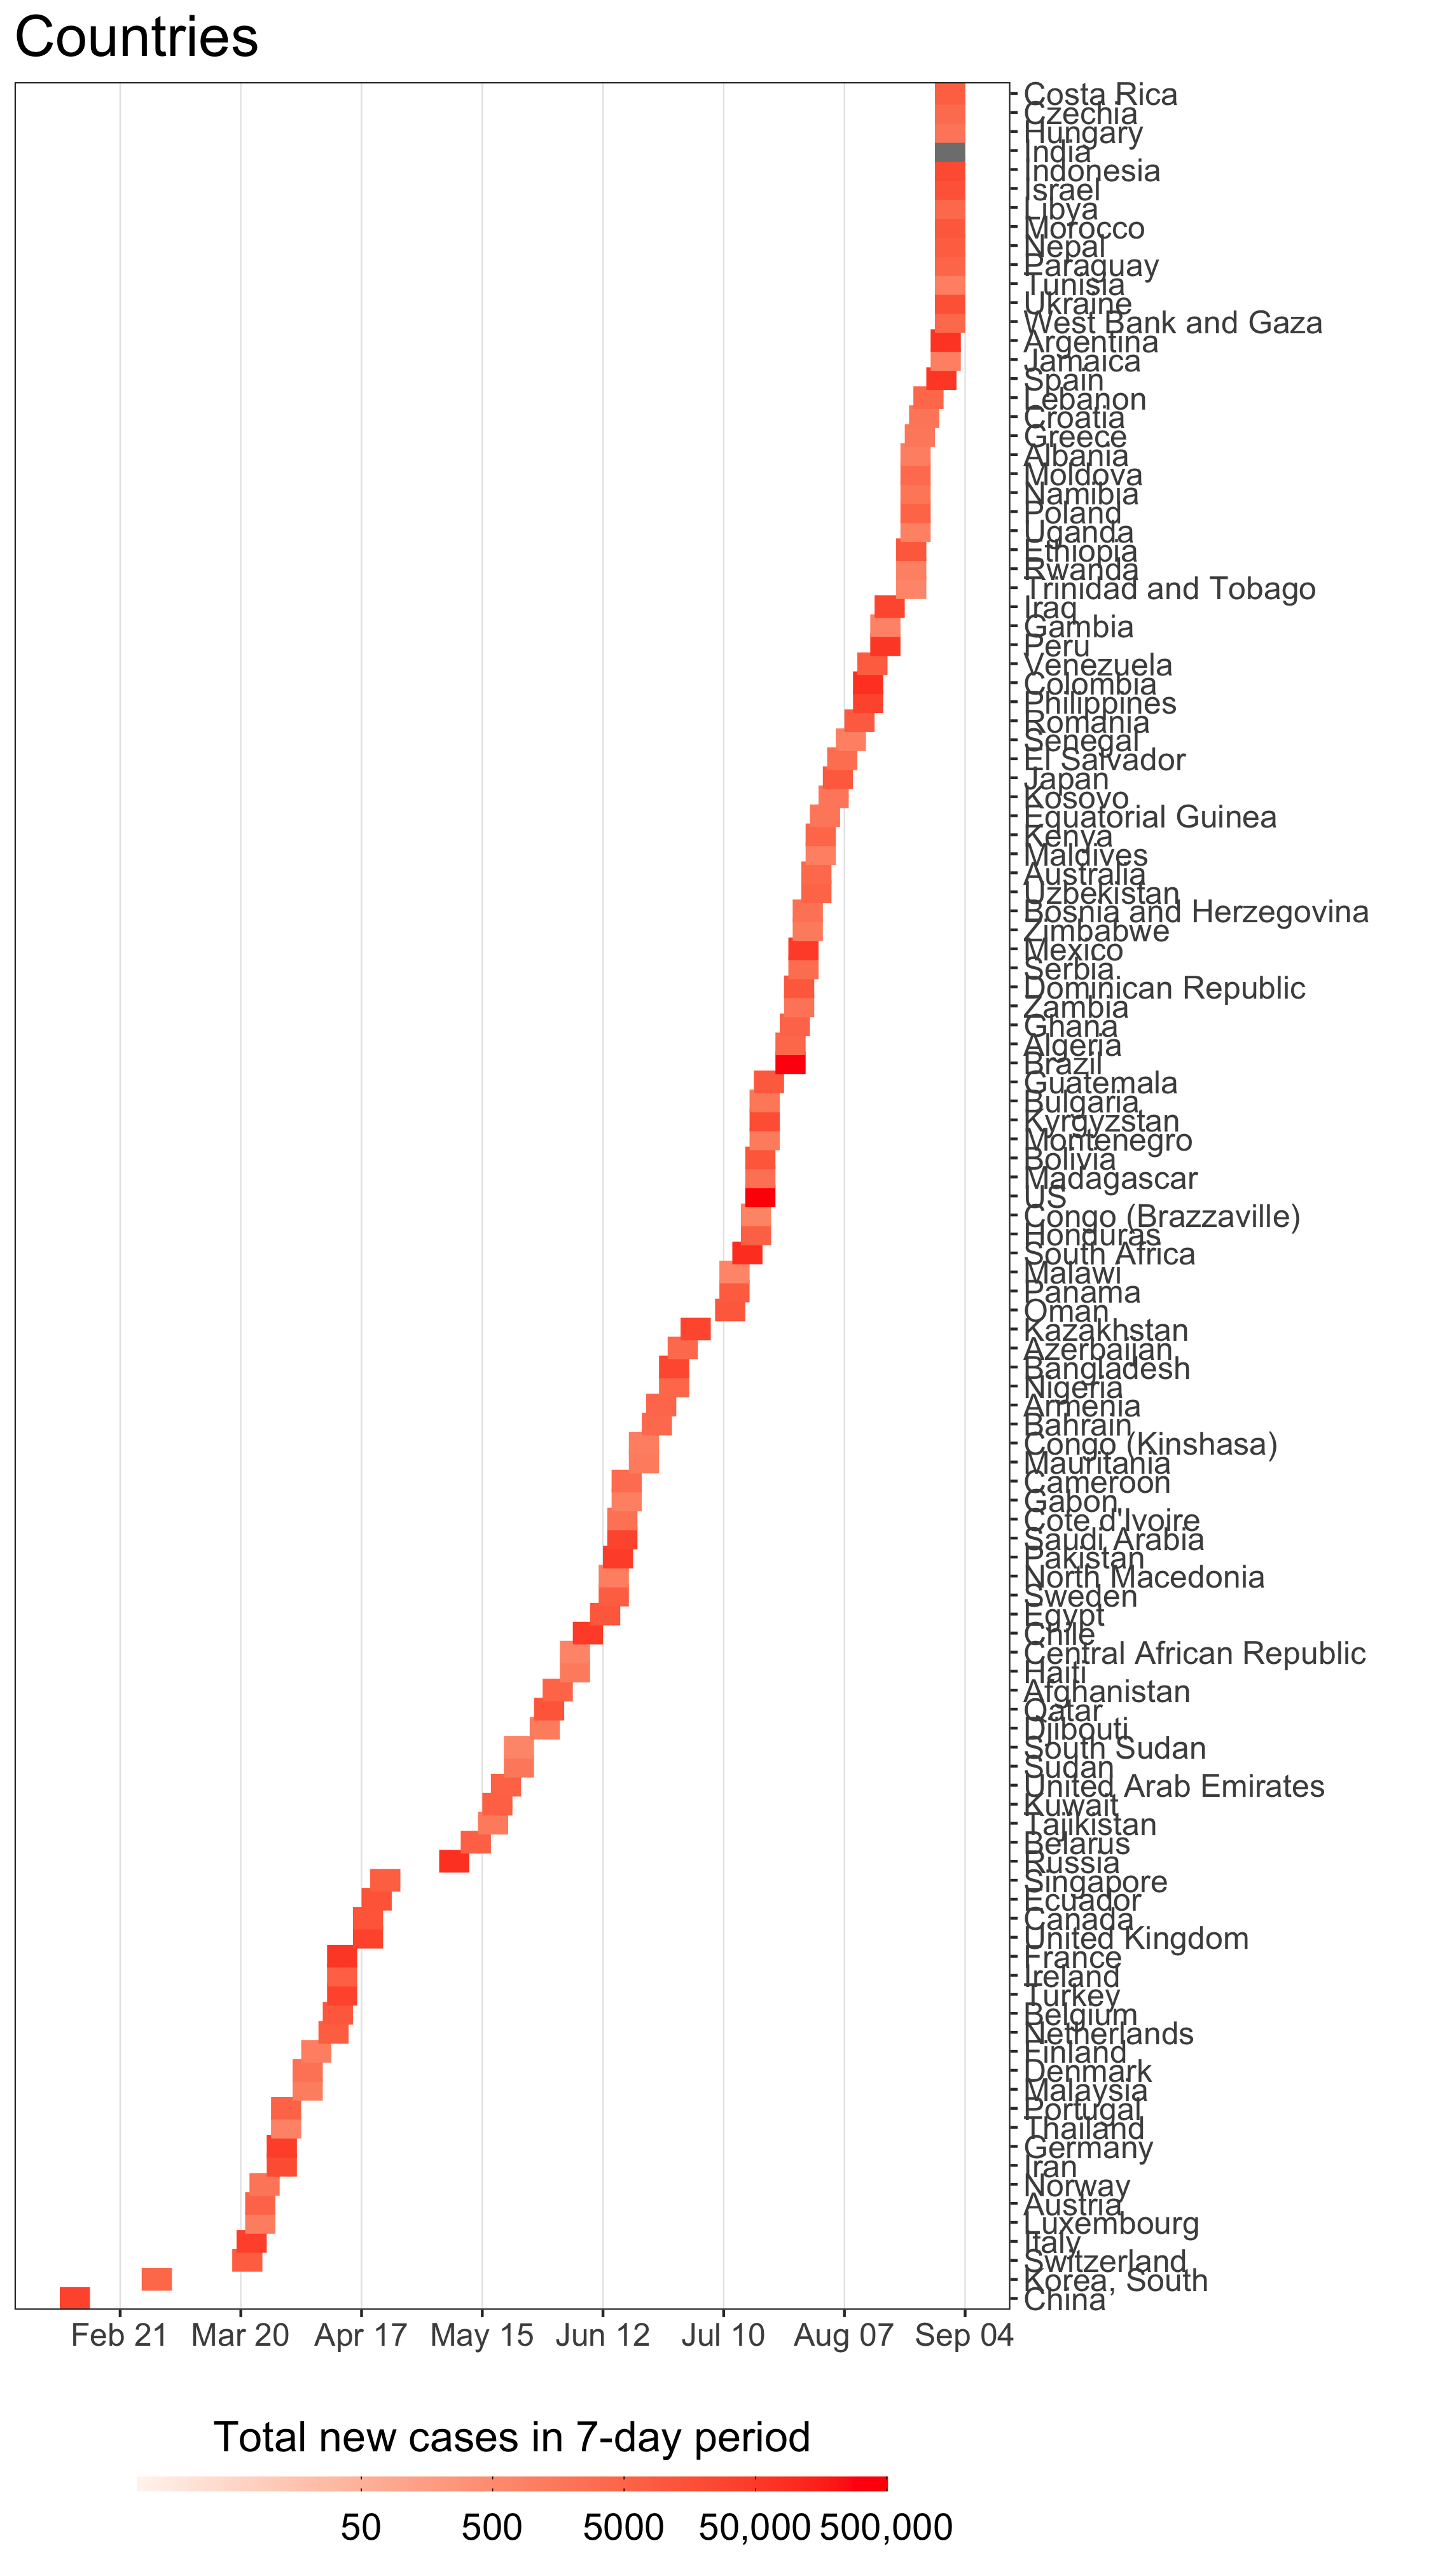 Countries
Costa Rica
Czechia
Hungary
India
Indonesia
Israel
Libya
Morocco
Nepal
Paraguay
Tunisia
Ukraine
West Bank and Gaza
Argentina
Jamaica
Spain
Lebanon
Croatia
Greece
Albania
Moldova
Namibia
Poland
Uganda
Ethiopia
Rwanda
Trinidad and Tobago
Iraq
Gambia
Peru
Venezuela
Colombia
Philippines
Romania
Senegal
El Salvador
Japan
Kosovo
Equatorial Guinea
Kenya
Maldives
Australia
Uzbekistan
Bosnia and Herzegovina
Zimbabwe
Mexico
Serbia
Dominican Republic
Zambia
Ghana
Algeria
Brazil
Guatemala
Bulgaria
Kyrgyzstan
Montenegro
Bolivia
Madagascar
US
Congo (Brazzaville)
Honduras
South Africa
Malawi
Panama
Oman
Kazakhstan
Azerbaijan
Bangladesh
Nigeria
Armenia
Bahrain
Congo (Kinshasa)
Mauritania
Cameroon
Gabon
Cote d'Ivoire
Saudi Arabia
Pakistan
North Macedonia
Sweden
Egypt
Chile
Central African Republic
Haiti
Afghanistan
Qatar
Djibouti
South Sudan
Sudan
United Arab Emirates
Kuwait
Tajikistan
Belarus
Russia
Singapore
Ecuador
Canada
United Kingdom
France
Ireland
Turkey
Belgium
Netherlands
Finland
Denmark
Malaysia
Portugal
Thailand
Germany
Iran
Norway
Austria
Luxembourg
Italy
Switzerland
Korea, South
China
Feb 21 Mar 20 Apr 17 May 15 Jun 12 Jul 10 Aug 07 Sep 04
Total new cases in 7-day period
50 500 5000 50,000 500,000